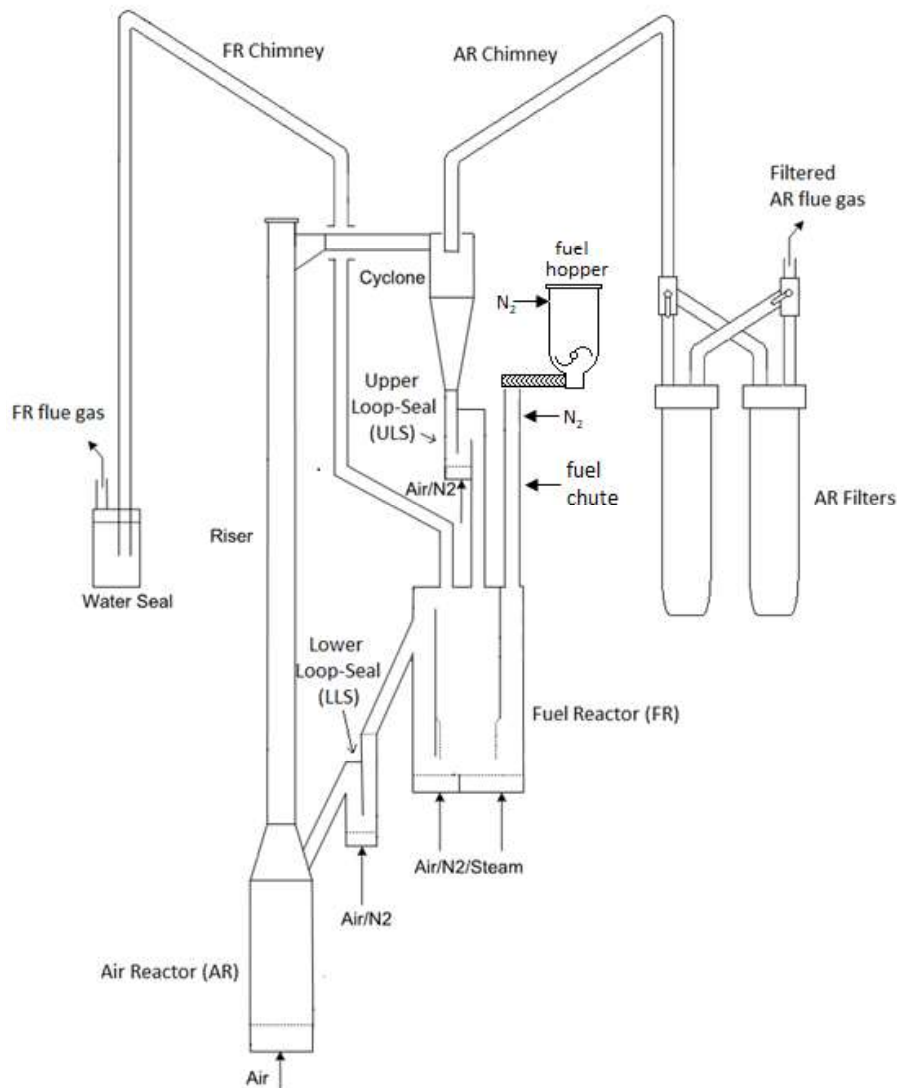 FR Chimney
AR Chimney
Filtered
AR flue gas
fuel
hopper
Cyclone
N2
Upper
Loop-Seal
(ULS)
FR flue gas
N2
fuel
chute
Air/N2
AR Filters
Riser
Water Seal
Lower
Loop-Seal
(LLS)
Fuel Reactor (FR)
Air/N2/Steam
Air/N2
Air Reactor (AR)
Air